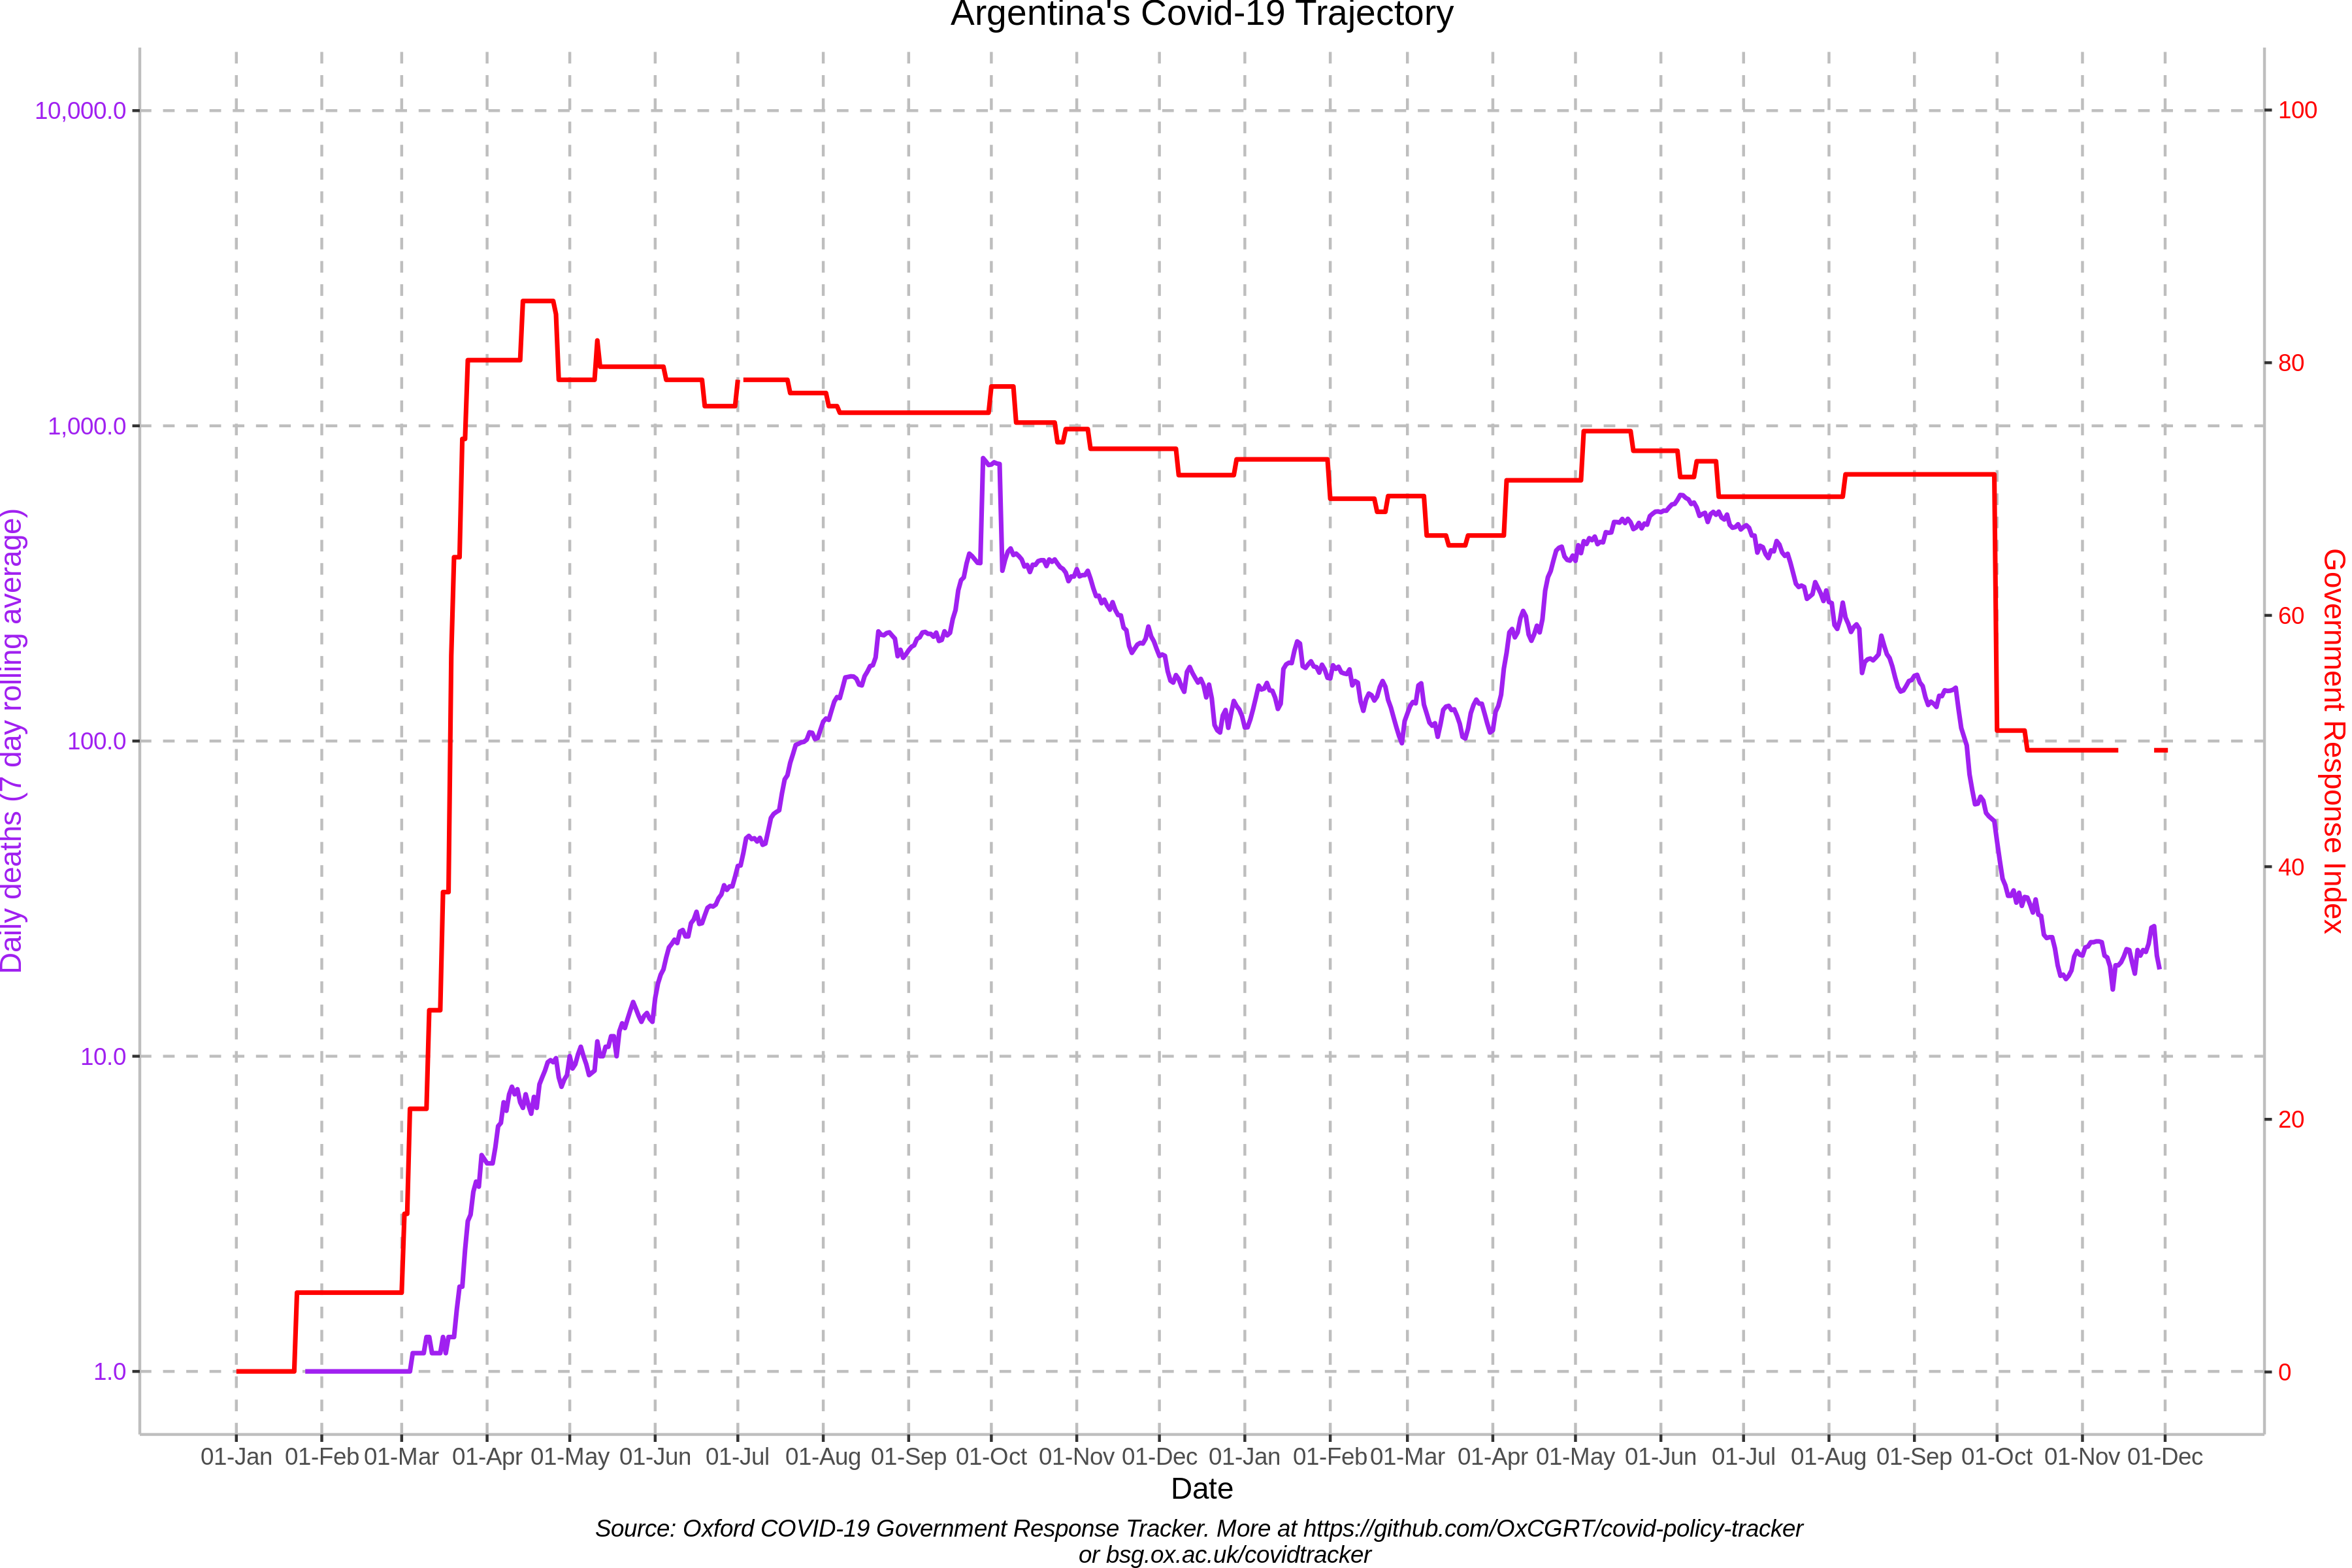 Argentina's Covid-19 Trajectory
10,000.0
1,000.0
100.0
10.0
1.0
Daily deaths (7 day rolling average)
100
80
60
40
20
0
Government Response Index
01-Jan 01-Feb 01-Mar 01-Apr 01-May 01-Jun 01-Jul 01-Aug 01-Sep 01-Oct 01-Nov 01-Dec 01-Jan 01-Feb 01-Mar 01-Apr 01-May 01-Jun 01-Jul 01-Aug 01-Sep 01-Oct 01-Nov 01-Dec
Date
Source: Oxford COVID-19 Government Response Tracker. More at https://github.com/OxCGRT/covid-policy-tracker
or bsg.ox.ac.uk/covidtracker